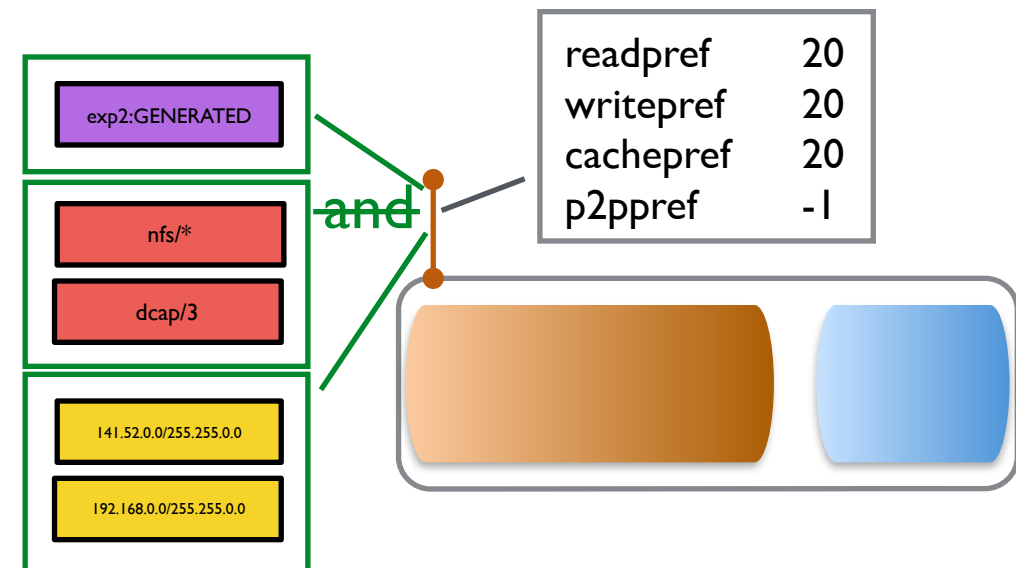 exp2:GENERATED
nfs/*
dcap/3
141.52.0.0/255.255.0.0
192.168.0.0/255.255.0.0
and
readpref 20
writepref 20
cachepref 20
p2ppref -1